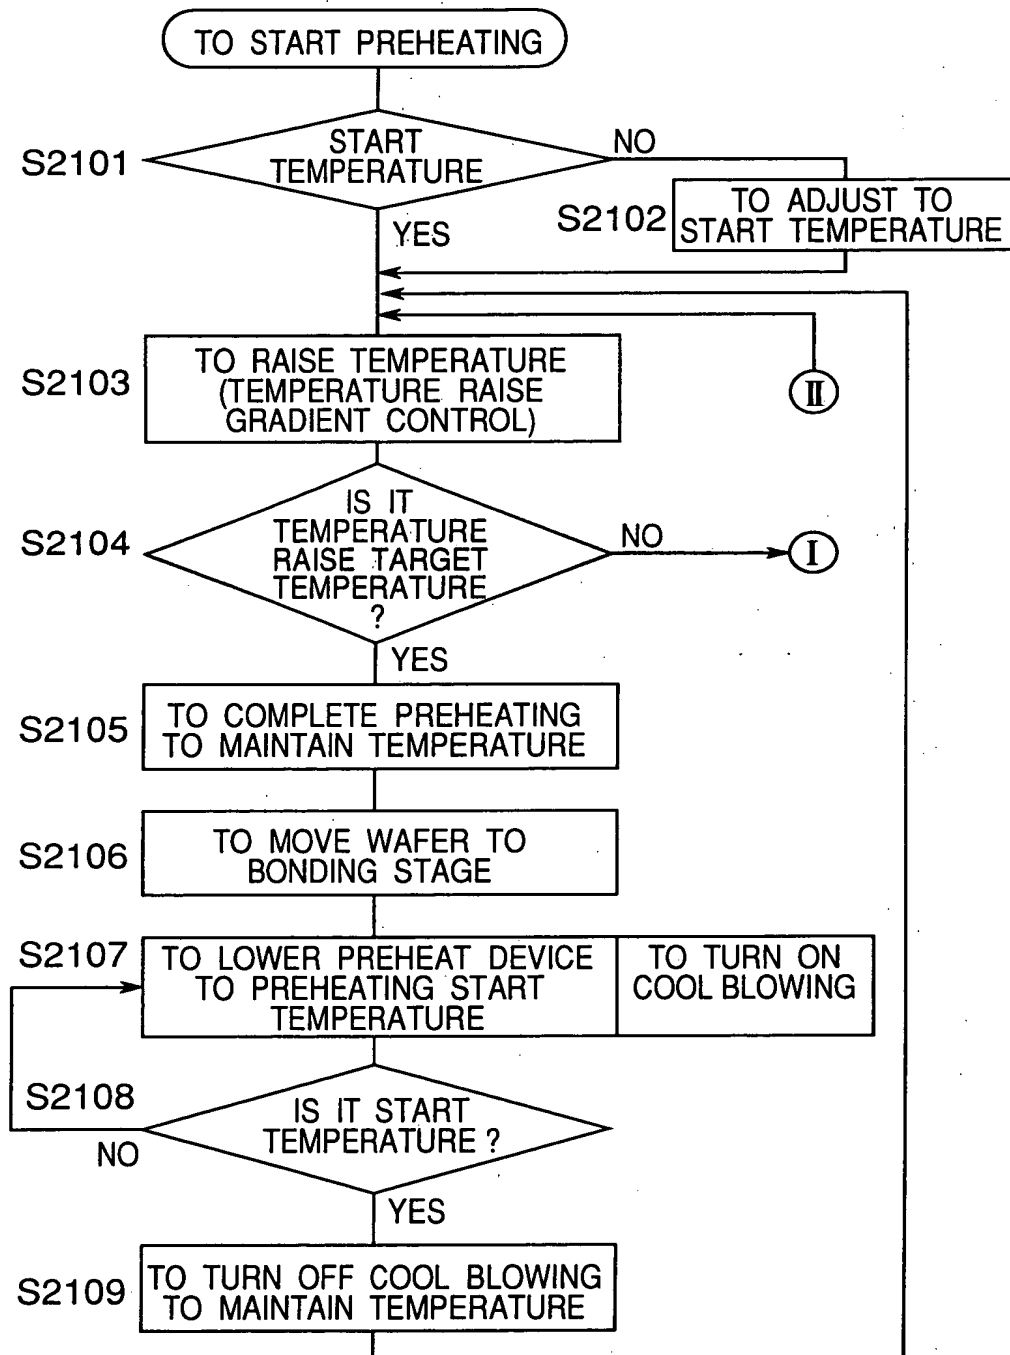 TO START PREHEATING
S2101
START
TEMPERATURE
NO
S2102
TO ADJUST TO
START TEMPERATURE
YES
S2103
TO RAISE TEMPERATURE
(TEMPERATURE RAISE
GRADIENT CONTROL)
II
S2104
IS IT
TEMPERATURE
RAISE TARGET
TEMPERATURE
?
NO
I
YES
S2105
TO COMPLETE PREHEATING
TO MAINTAIN TEMPERATURE
S2106
TO MOVE WAFER TO
BONDING STAGE
S2107
TO LOWER PREHEAT DEVICE
TO PREHEATING START
TEMPERATURE
TO TURN ON
COOL BLOWING
S2108
IS IT START
TEMPERATURE ?
NO
YES
S2109
TO TURN OFF COOL BLOWING
TO MAINTAIN TEMPERATURE